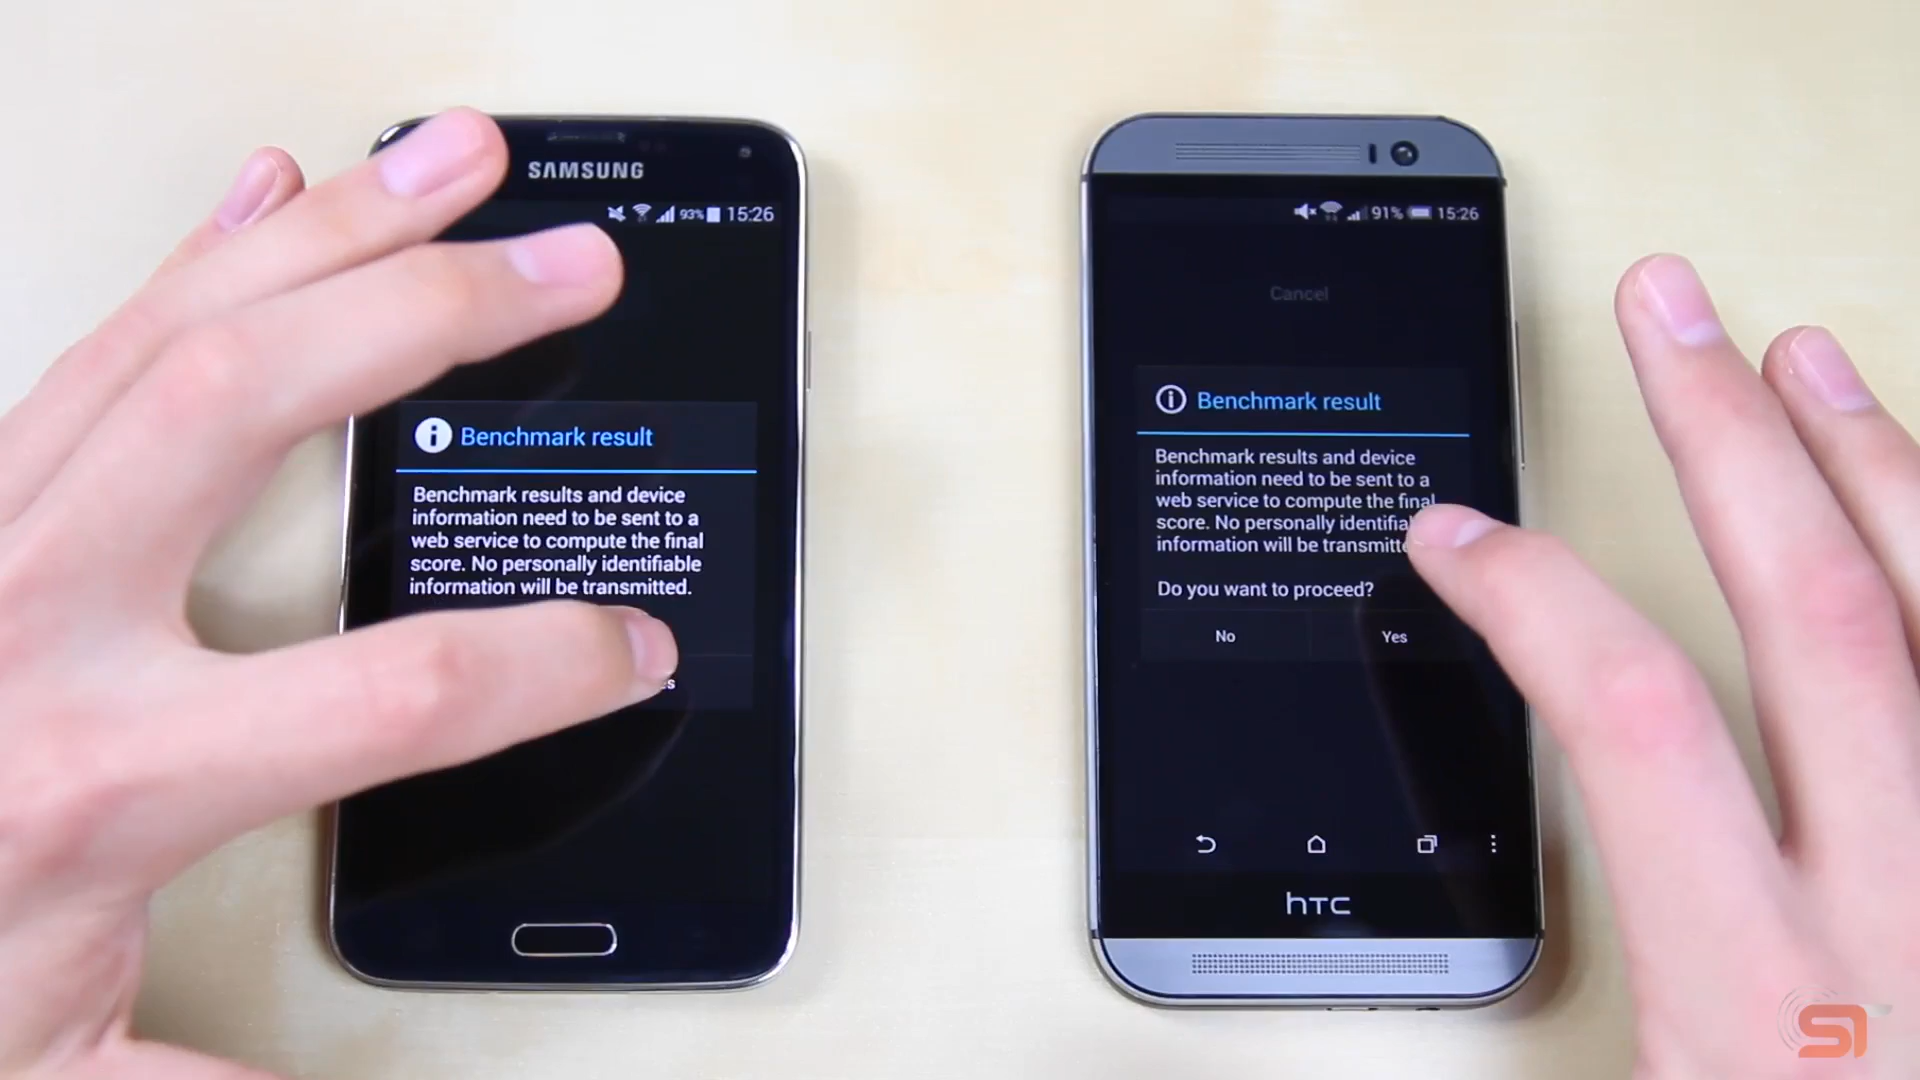 SAMSUNG
93% 15:26
Benchmark result
Benchmark results and device
information need to be sent to a
web service to compute the final
score. No personally identifiable
information will be transmitted.
91% 15:26
Cancel
Benchmark result
Benchmark results and device
information need to be sent to a
web service to compute the final
score. No personally
information will be
Do you want to proceed?
No Yes
hTC